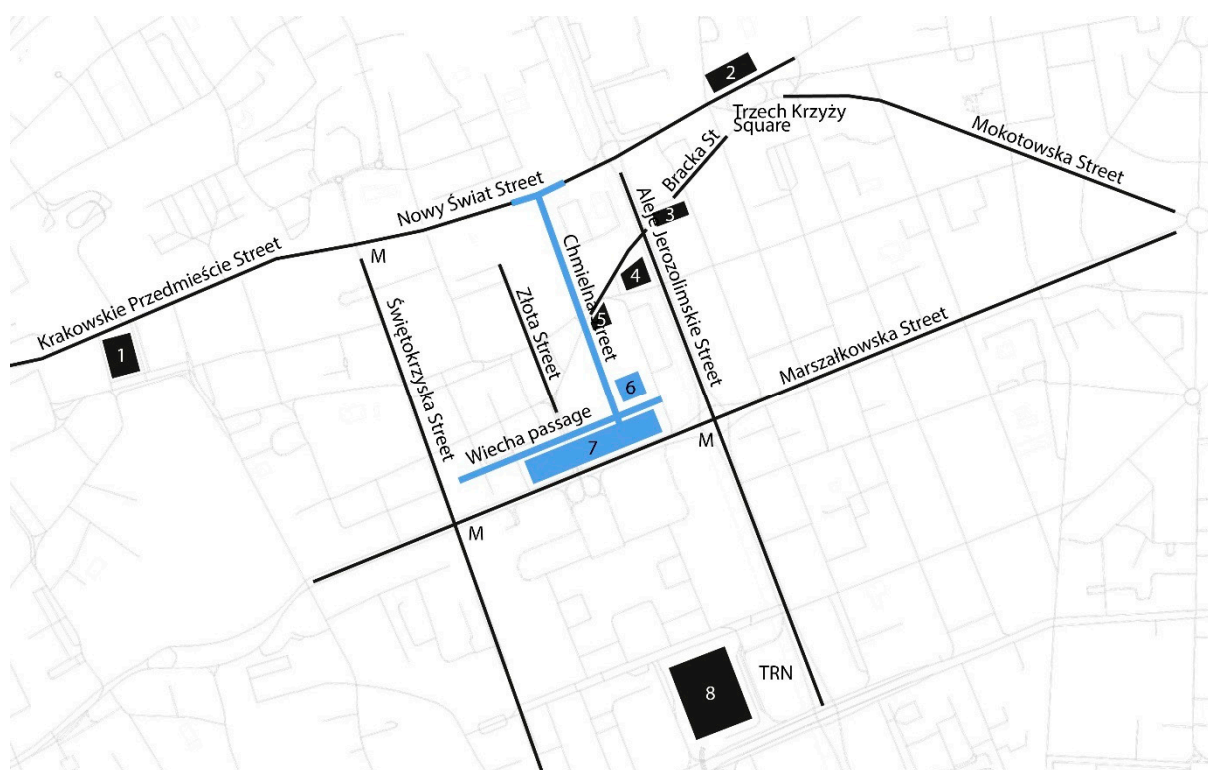 2
Trzech Krzyży
Square
Mokotowska Street
Bracka St
Nowy Świat Street
3
Aleje Jerozolimskie Street
M
Krakowskie Przedmieście Street
Chmielna Street
4
Złota Street
5
1
Świętokrzyska Street
Marszałkowska Street
6
Wiecha passage
7
M
M
TRN
8